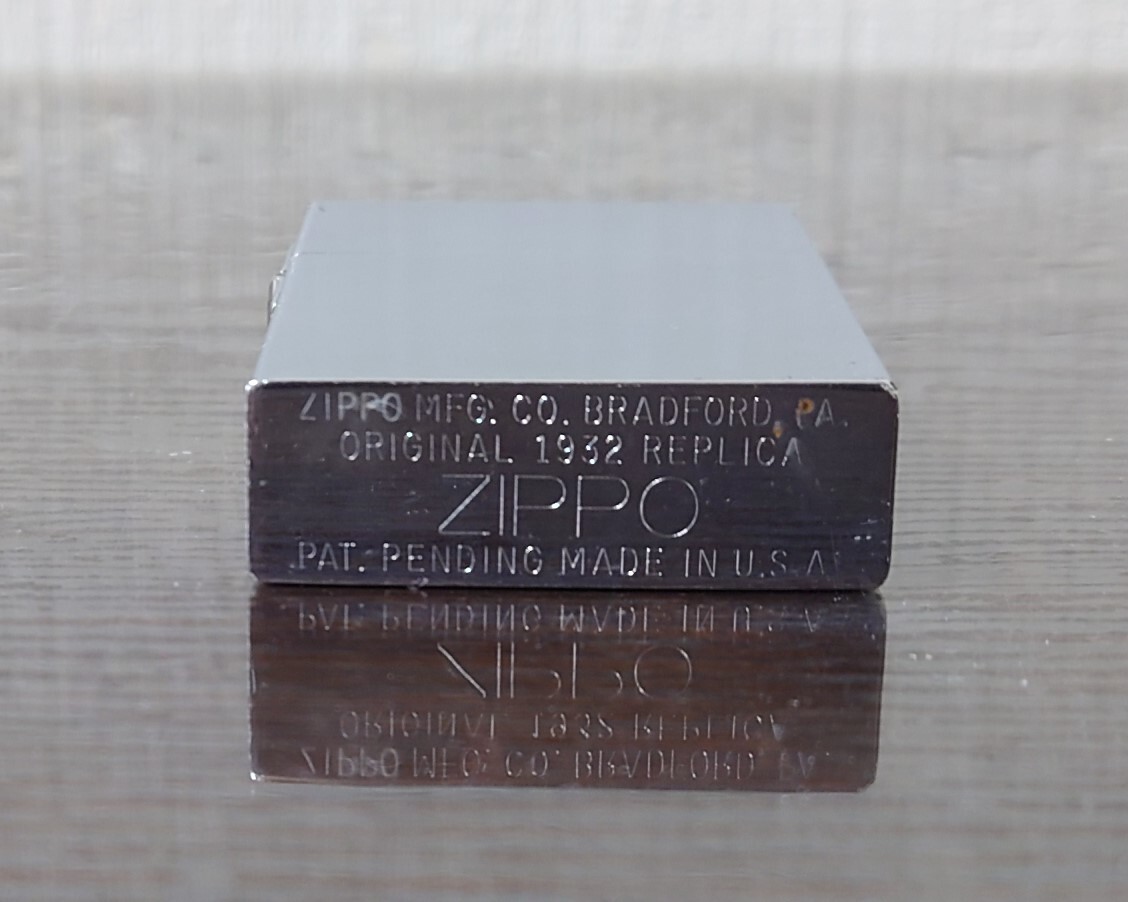 ZIPPO MFG. CO. BRADFORD, PA.
ORIGINAL 1932 REPLICA
ZIPPO
PAT. PENDING MADE IN U.S.A.